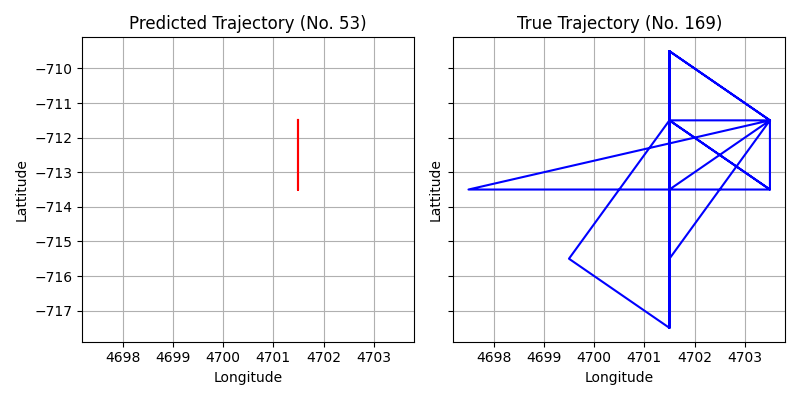 Predicted Trajectory (No. 53)
True Trajectory (No. 169)
Lattitude
−710
−711
−712
−713
−714
−715
−716
−717
4698 4699 4700 4701 4702 4703
Longitude
Lattitude
4698 4699 4700 4701 4702 4703
Longitude